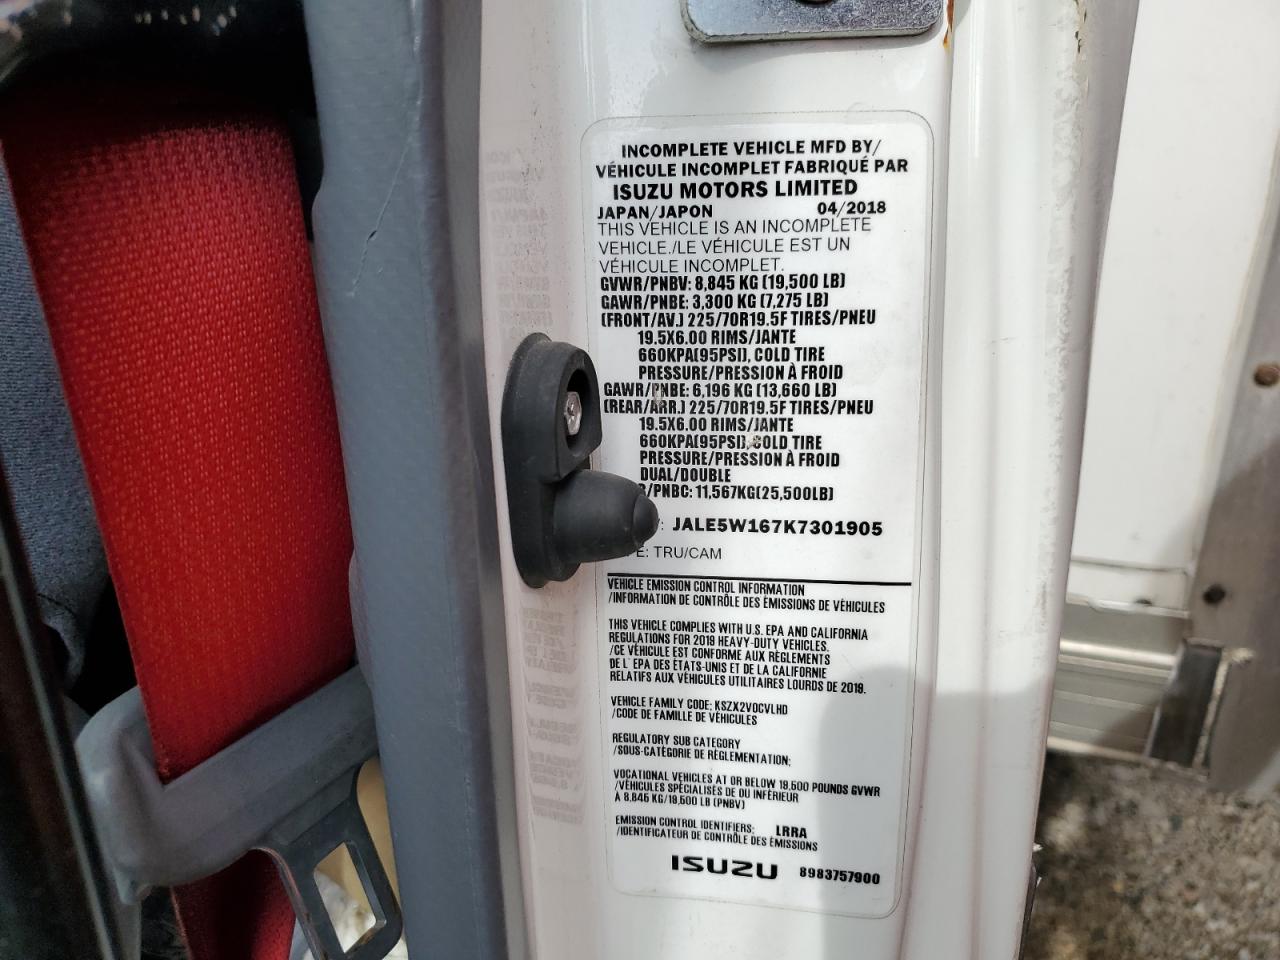 INCOMPLETE VEHICLE MFD BY/
VÉHICULE INCOMPLET FABRIQUÉ PAR
ISUZU MOTORS LIMITED
JAPAN/JAPON 04/2018
THIS VEHICLE IS AN INCOMPLETE
VEHICLE./LE VÉHICULE EST UN
VÉHICULE INCOMPLET.
GVWR/PNBV: 8,845 KG (19,500 LB)
GAWR/PNBE: 3,300 KG (7,275 LB)
(FRONT/AV.) 225/70R19.5F TIRES/PNEU
19.5X6.00 RIMS/JANTE
660KPA(95PSI), COLD TIRE
PRESSURE/PRESSION À FROID
GAWR/PNBE: 6,196 KG (13,660 LB)
(REAR/ARR.) 225/70R19.5F TIRES/PNEU
19.5X6.00 RIMS/JANTE
660KPA(95PSI), COLD TIRE
PRESSURE/PRESSION À FROID
DUAL/DOUBLE
/PNBC: 11,567KG(25,500LB)
: JALE5W167K7301905
E: TRU/CAM
VEHICLE EMISSION CONTROL INFORMATION
/INFORMATION DE CONTRÔLE DES ÉMISSIONS DE VÉHICULES
THIS VEHICLE COMPLIES WITH U.S. EPA AND CALIFORNIA
REGULATIONS FOR 2019 HEAVY-DUTY VEHICLES.
/CE VÉHICULE EST CONFORME AUX RÈGLEMENTS
DE L' EPA DES ÉTATS-UNIS ET DE LA CALIFORNIE
RELATIFS AUX VÉHICULES UTILITAIRES LOURDS DE 2019.
VEHICLE FAMILY CODE: KSZX2VOCVLHD
/CODE DE FAMILLE DE VÉHICULES
REGULATORY SUB CATEGORY
/SOUS-CATÉGORIE DE RÉGLEMENTATION:
VOCATIONAL VEHICLES AT OR BELOW 19,500 POUNDS GVWR
/VÉHICULES SPÉCIALISÉS DE OU INFÉRIEUR
À 8,845 KG/19,500 LB (PNBV)
EMISSION CONTROL IDENTIFIERS: LRRA
/IDENTIFICATEUR DE CONTRÔLE DES ÉMISSIONS
ISUZU 8983757900